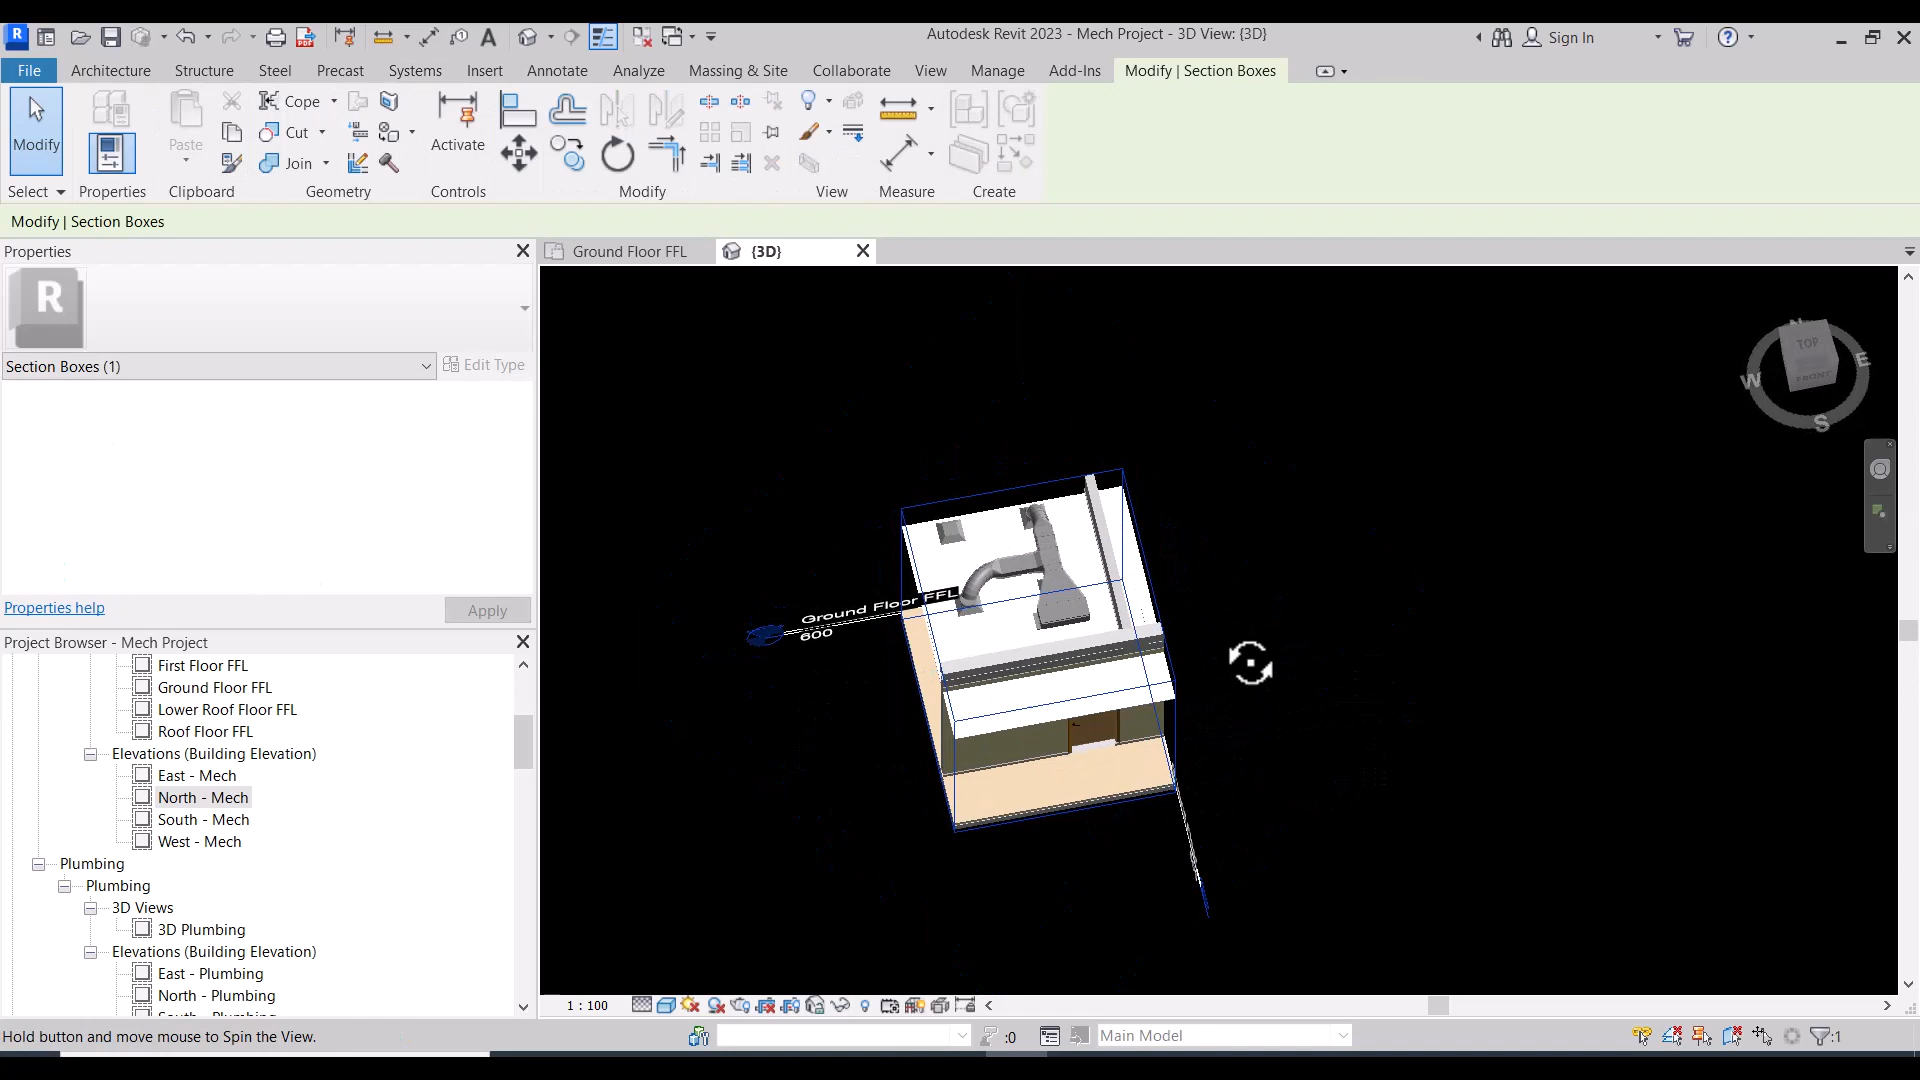 Autodesk Revit 2023 - Mech Project - 3D View: {3D}
Sign In
File Architecture Structure Steel Precast Systems Insert Annotate Analyze Massing & Site Collaborate View Manage Add-Ins Modify | Section Boxes
Modify
Paste
Cope
Cut
Join
Activate
Select Properties Clipboard Geometry Controls Modify View Measure Create
Modify | Section Boxes
Properties
Ground Floor FFL
{3D}
R
Section Boxes (1)
Edit Type
Properties help
Apply
Project Browser - Mech Project
First Floor FFL
Ground Floor FFL
Lower Roof Floor FFL
Roof Floor FFL
Elevations (Building Elevation)
East - Mech
North - Mech
South - Mech
West - Mech
Plumbing
Plumbing
3D Views
3D Plumbing
Elevations (Building Elevation)
East - Plumbing
North - Plumbing
Ground Floor FFL
600
N
TOP
FRONT
W
E
S
1 : 100
Hold button and move mouse to Spin the View.
:0
Main Model
:1